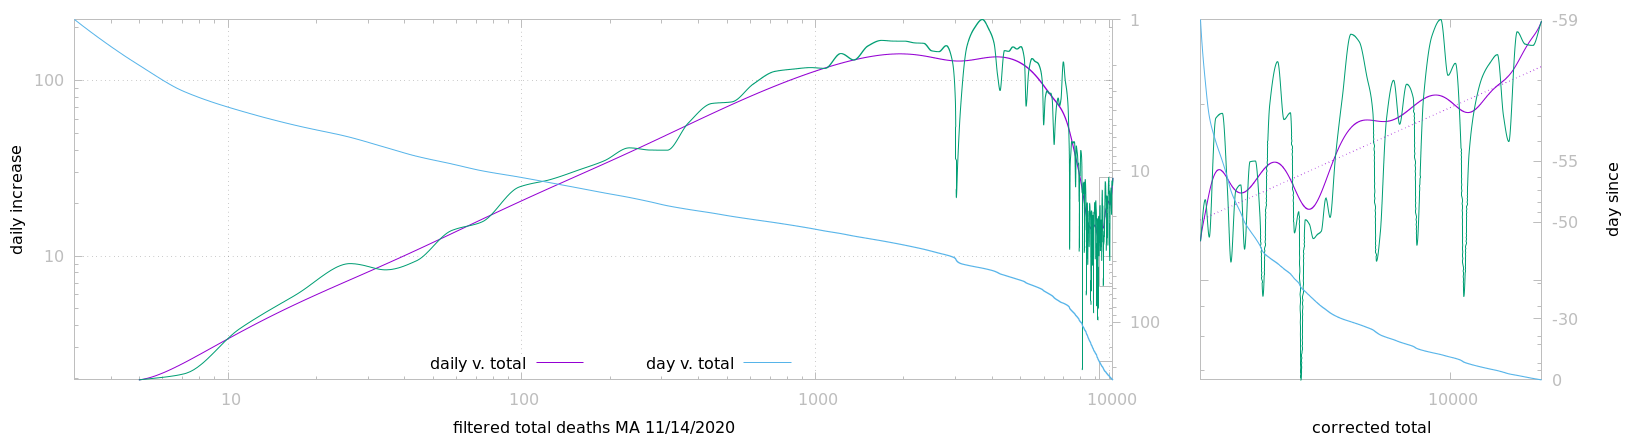 daily increase
100
10
daily v. total
day v. total
10
100
1000
10000
filtered total deaths MA 11/14/2020
1
10
100
10000
corrected total
-59
-55
-50
-30
0
day since